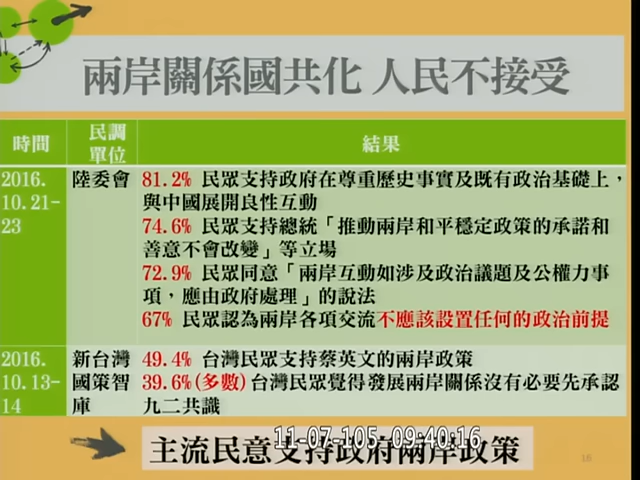 兩岸關係國共化 人民不接受
時間 民調單位 結果
2016.10.21-23 陸委會 81.2% 民眾支持政府在尊重歷史事實及既有政治基礎上，
與中國展開良性互動
74.6% 民眾支持總統「推動兩岸和平穩定政策的承諾和
善意不會改變」等立場
72.9% 民眾同意「兩岸互動如涉及政治議題及公權力事
項，應由政府處理」的說法
67% 民眾認為兩岸各項交流不應該設置任何的政治前提
2016.10.13-14 新台灣國策智庫 49.4% 台灣民眾支持蔡英文的兩岸政策
39.6%(多數)台灣民眾覺得發展兩岸關係沒有必要先承認
九二共識
11-07-105 09:40:16
主流民意支持政府兩岸政策
16